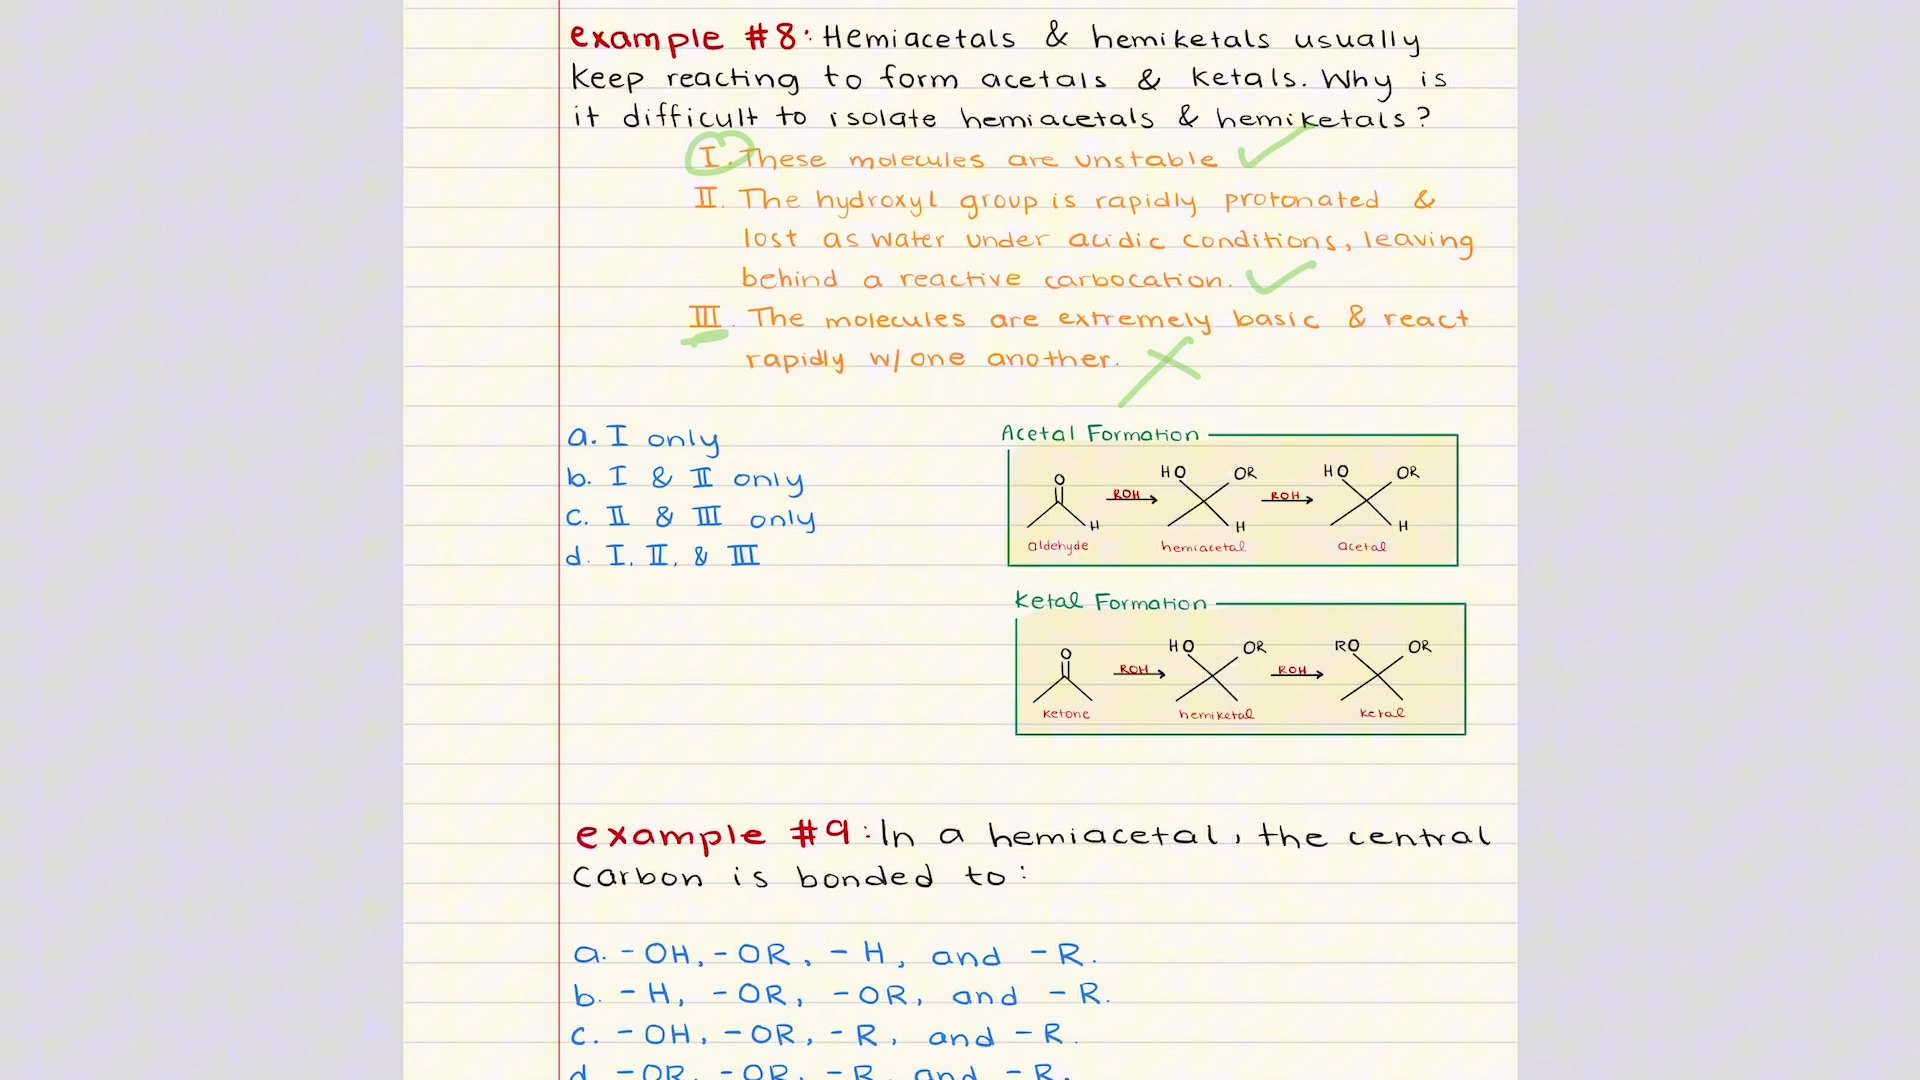 example #8: Hemiacetals & hemiketals usually
keep reacting to form acetals & ketals. Why is
it difficult to isolate hemiacetals & hemiketals?
I. These molecules are unstable
II. The hydroxyl group is rapidly protonated &
lost as water under acidic conditions, leaving
behind a reactive carbocation.
III. The molecules are extremely basic & react
rapidly w/ one another.
a. I only
b. I & II only
c. II & III only
d. I, II, & III
Acetal Formation
O HO OR HO OR
ROH ROH
H H H
aldehyde hemiacetal acetal
Ketal Formation
O HO OR RO OR
ROH ROH
ketone hemiketal ketal
example #9: In a hemiacetal, the central
carbon is bonded to:
a. -OH, -OR, -H, and -R.
b. -H, -OR, -OR, and -R.
c. -OH, -OR, -R, and -R.
d. -OR, -OR, -R, and -R.